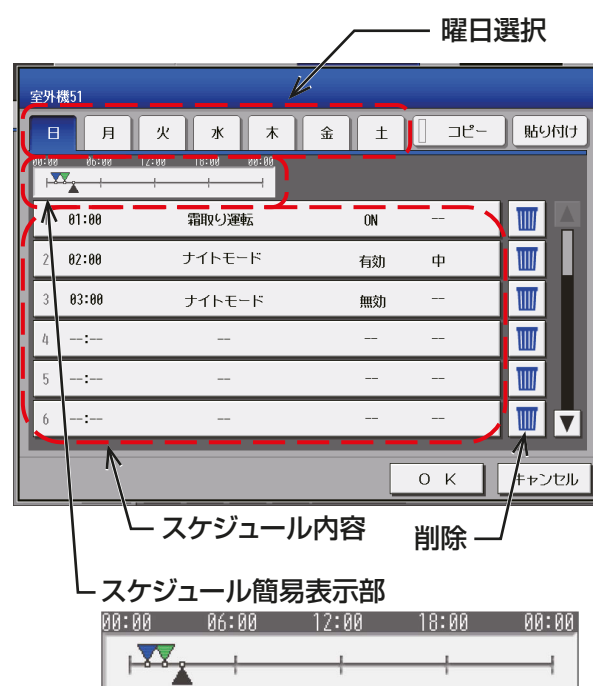 曜日選択
室外機51
日 月 火 水 木 金 土 コピー 貼り付け
00:00 06:00 12:00 18:00 00:00
1 01:00 霜取り運転 ON --
2 02:00 ナイトモード 有効 中
3 03:00 ナイトモード 無効 --
4 --:-- -- -- --
5 --:-- -- -- --
6 --:-- -- -- --
OK キャンセル
スケジュール内容
削除
スケジュール簡易表示部
00:00 06:00 12:00 18:00 00:00